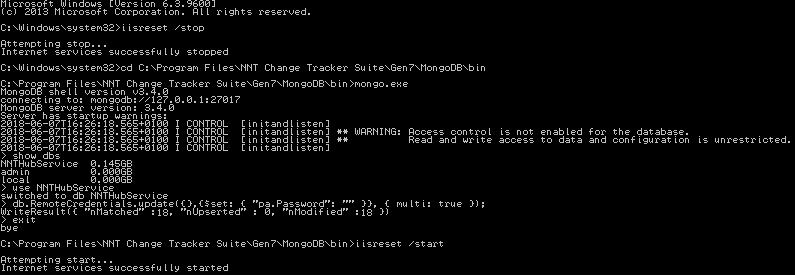 Microsoft Windows [Version 6.3.9600]
(c) 2013 Microsoft Corporation. All rights reserved.
C:\Windows\system32>iisreset /stop
Attempting stop...
Internet services successfully stopped
C:\Windows\system32>cd C:\Program Files\NNT Change Tracker Suite\Gen7\MongoDB\bin
C:\Program Files\NNT Change Tracker Suite\Gen7\MongoDB\bin>mongo.exe
MongoDB shell version v3.4.0
connecting to: mongodb://127.0.0.1:27017
MongoDB server version: 3.4.0
Server has startup warnings:
2018-06-07T16:26:18.565+0100 I CONTROL  [initandlisten]
2018-06-07T16:26:18.565+0100 I CONTROL  [initandlisten] ** WARNING: Access control is not enabled for the database.
2018-06-07T16:26:18.565+0100 I CONTROL  [initandlisten] **          Read and write access to data and configuration is unrestricted.
2018-06-07T16:26:18.565+0100 I CONTROL  [initandlisten]
> show dbs
NNTHubService  0.145GB
admin          0.000GB
local          0.000GB
> use NNTHubService
switched to db NNTHubService
> db.RemoteCredentials.update({},{$set: { ”pa.Password”: ”” }}, { multi: true });
WriteResult({ ”nMatched” :18, ”nUpserted” : 0, ”nModified” :18 })
> exit
bye
C:\Program Files\NNT Change Tracker Suite\Gen7\MongoDB\bin>iisreset /start
Attempting start...
Internet services successfully started